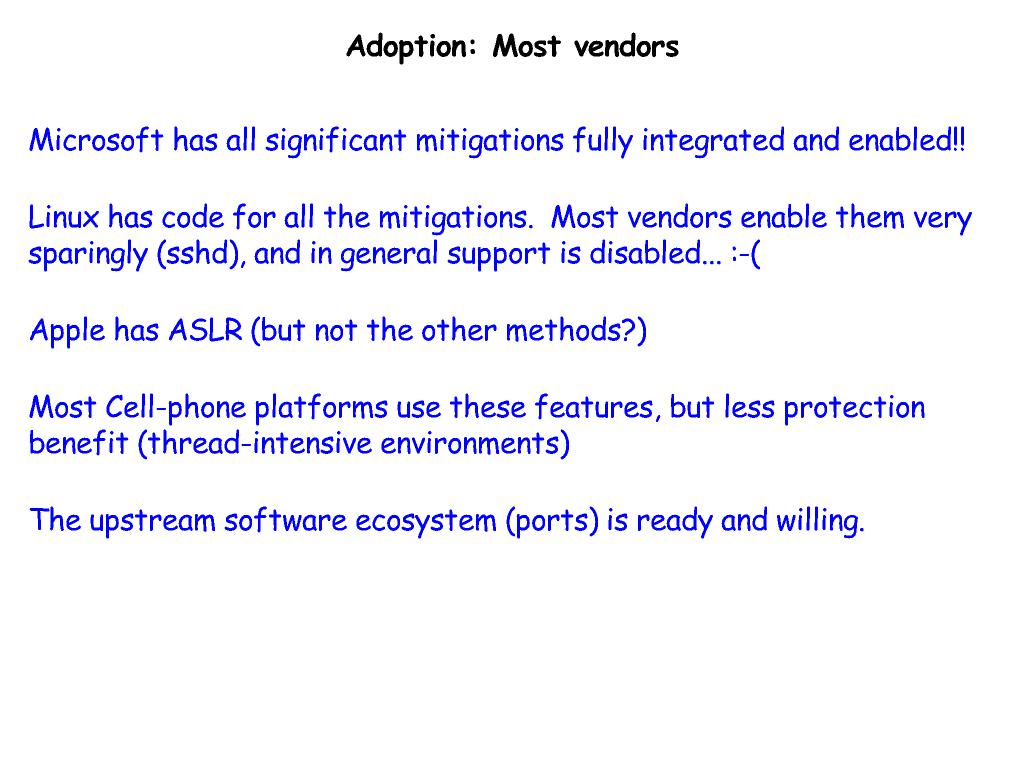 Adoption: Most vendors
Microsoft has all significant mitigations fully integrated and enabled!!
Linux has code for all the mitigations.  Most vendors enable them very
sparingly (sshd), and in general support is disabled... :-(
Apple has ASLR (but not the other methods?)
Most Cell-phone platforms use these features, but less protection
benefit (thread-intensive environments)
The upstream software ecosystem (ports) is ready and willing.